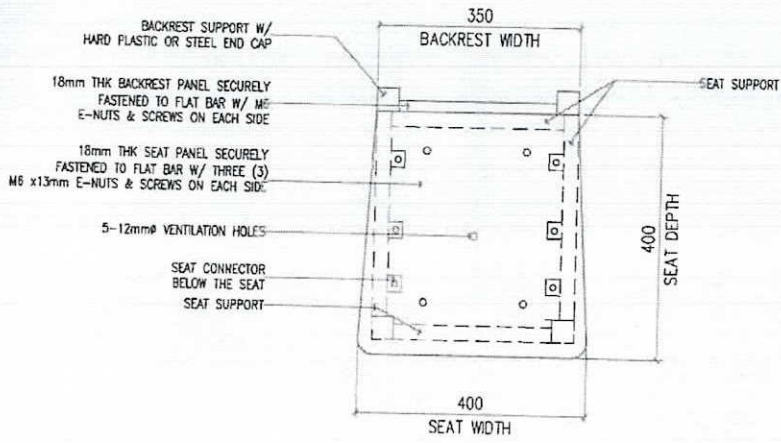 350
BACKREST WIDTH
BACKREST SUPPORT W/
HARD PLASTIC OR STEEL END CAP
18mm THK BACKREST PANEL SECURELY
FASTENED TO FLAT BAR W/ M6
E-NUTS & SCREWS ON EACH SIDE
SEAT SUPPORT
18mm THK SEAT PANEL SECURELY
FASTENED TO FLAT BAR W/ THREE (3)
M6 x13mm E-NUTS & SCREWS ON EACH SIDE
5-12mmø VENTILATION HOLES
SEAT CONNECTOR
BELOW THE SEAT
SEAT SUPPORT
400
SEAT DEPTH
400
SEAT WIDTH